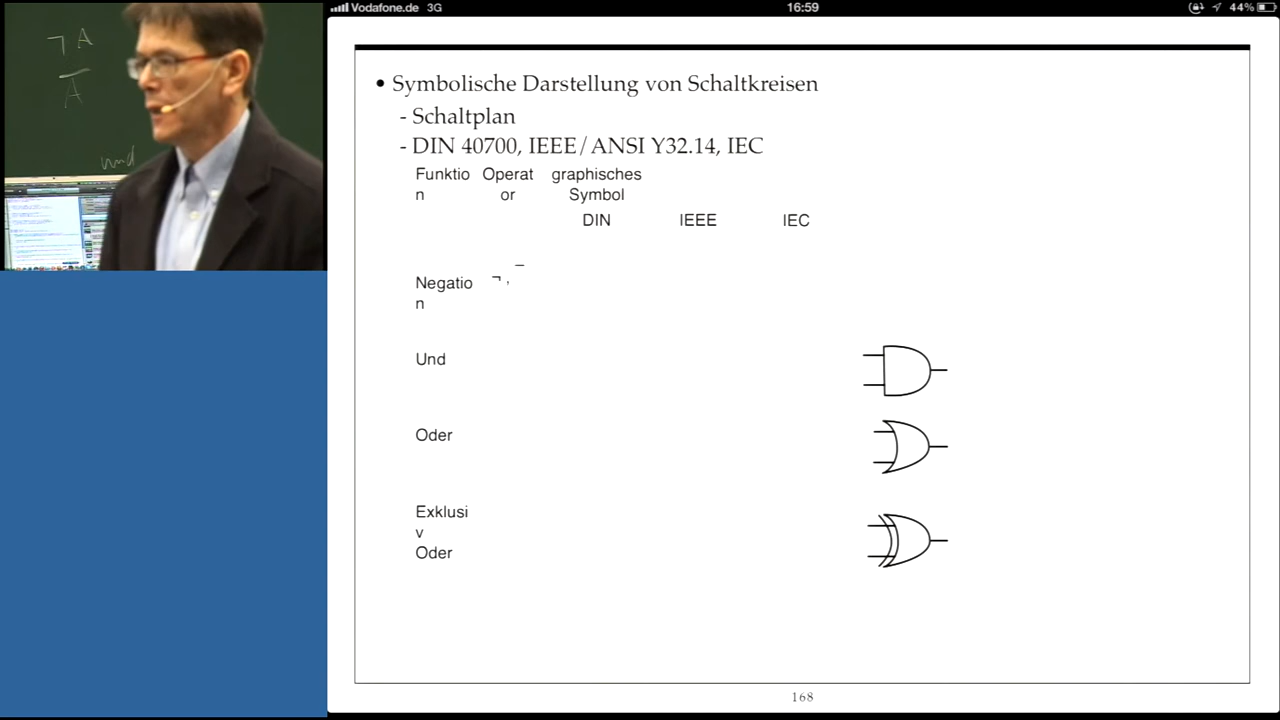 Vodafone.de 3G 16:59 44%
¬ A
A̅
und
• Symbolische Darstellung von Schaltkreisen
- Schaltplan
- DIN 40700, IEEE/ANSI Y32.14, IEC
Funktio Operat graphisches
n or Symbol
DIN IEEE IEC
Negatio ¬ , ‾
n
Und
Oder
Exklusi
v
Oder
168